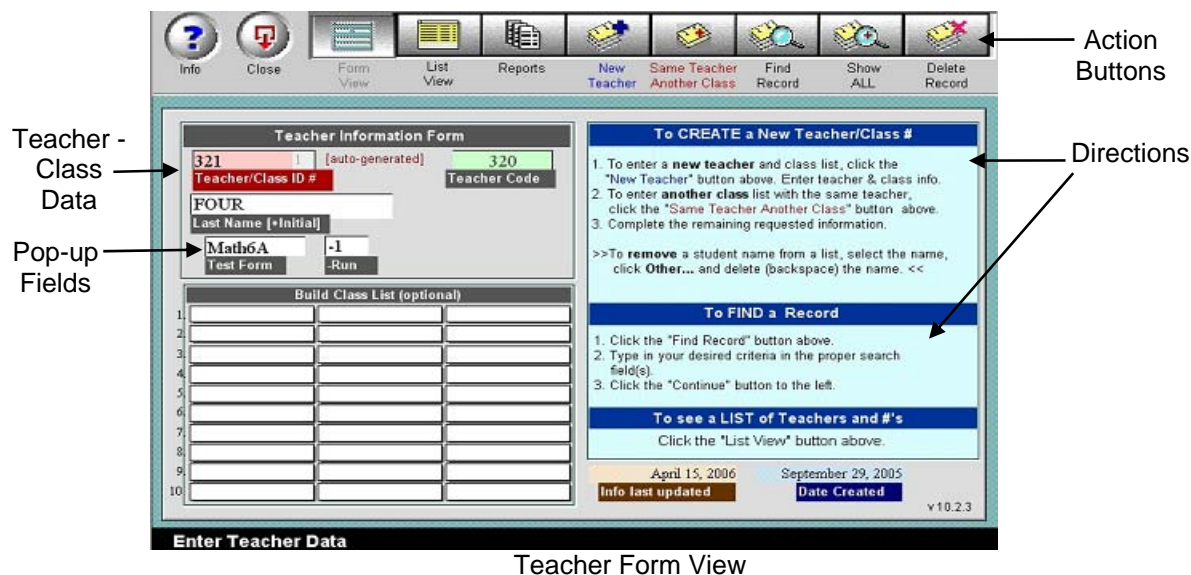 Info
Close
Form
View
List
View
Reports
New
Teacher
Same Teacher
Another Class
Find
Record
Show
ALL
Delete
Record
Action
Buttons
Teacher -
Class
Data
Pop-up
Fields
Directions
Teacher Information Form
321 1 [auto-generated] 320
Teacher/Class ID # Teacher Code
FOUR
Last Name [+Initial]
Math6A -1
Test Form -Run
Build Class List (optional)
1.
2.
3.
4.
5.
6.
7.
8.
9.
10
To CREATE a New Teacher/Class #
1. To enter a new teacher and class list, click the
"New Teacher" button above. Enter teacher & class info.
2. To enter another class list with the same teacher,
click the "Same Teacher Another Class" button above.
3. Complete the remaining requested information.
>>To remove a student name from a list, select the name,
click Other... and delete (backspace) the name. <<
To FIND a Record
1. Click the "Find Record" button above.
2. Type in your desired criteria in the proper search
field(s).
3. Click the "Continue" button to the left.
To see a LIST of Teachers and #'s
Click the "List View" button above.
April 15, 2006 September 29, 2005
Info last updated Date Created
v 10.2.3
Enter Teacher Data
Teacher Form View